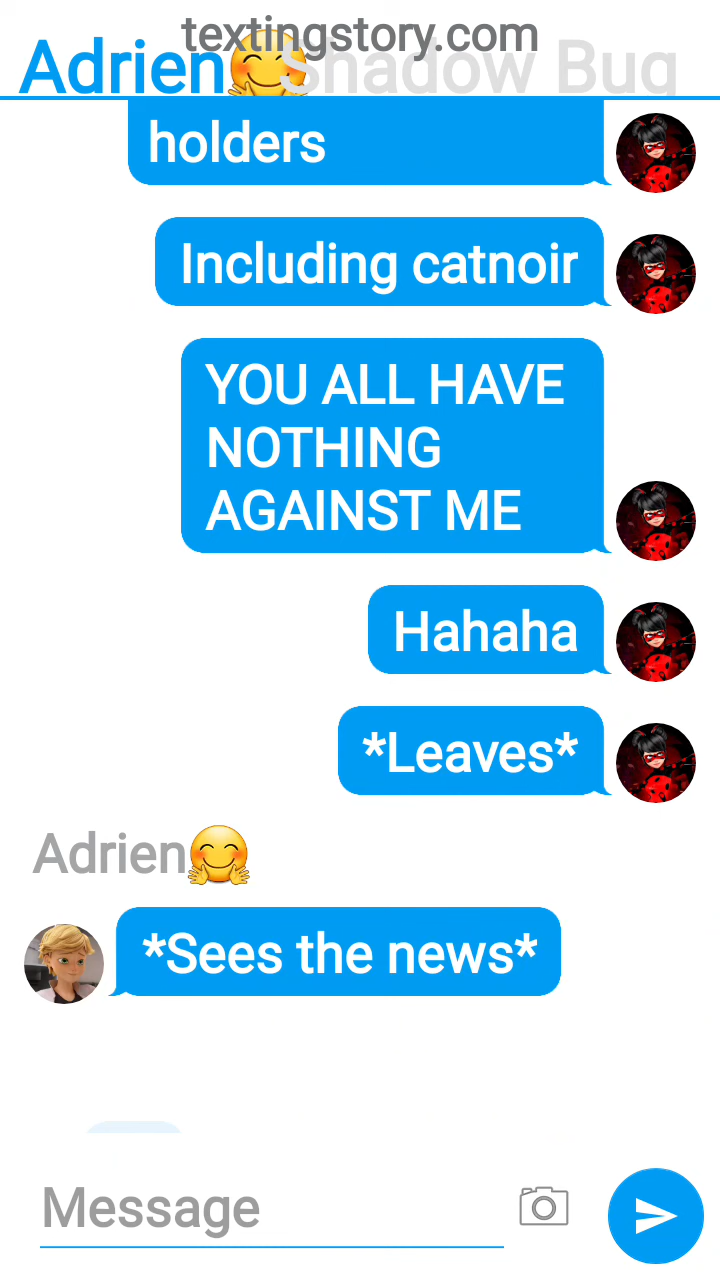 textingstory.com
Adrien🤗 Shadow Bug
holders
Including catnoir
YOU ALL HAVE
NOTHING
AGAINST ME
Hahaha
*Leaves*
Adrien🤗
*Sees the news*
Message